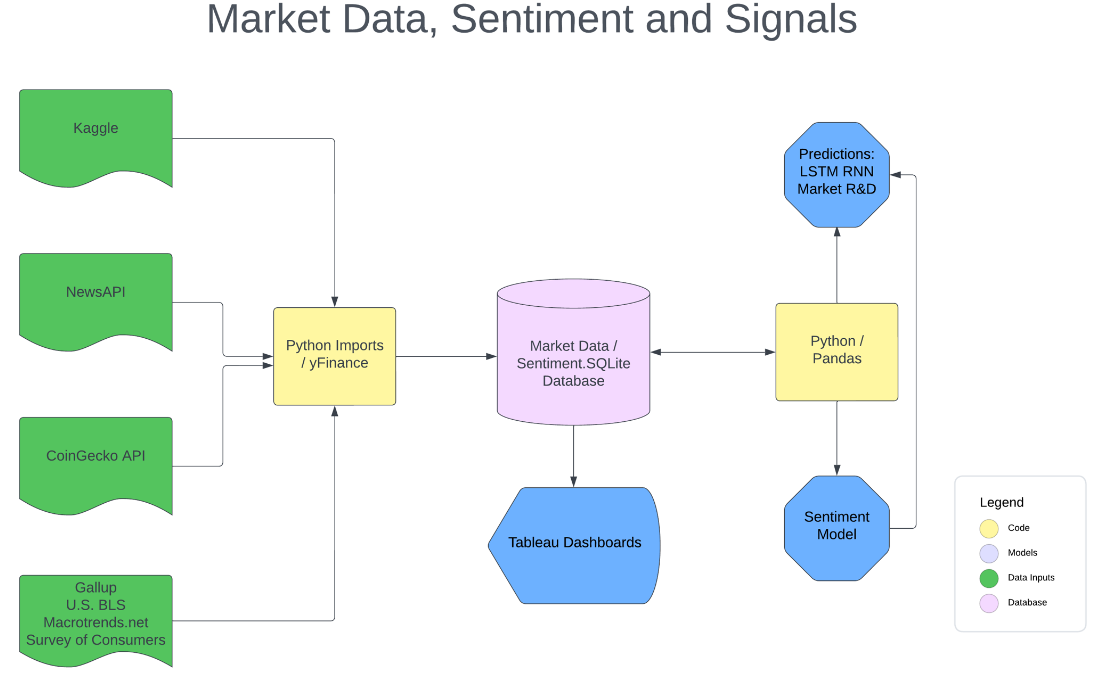 Market Data, Sentiment and Signals
Kaggle
NewsAPI
CoinGecko API
Gallup
U.S. BLS
Macrotrends.net
Survey of Consumers
Python Imports
/ yFinance
Market Data /
Sentiment.SQLite
Database
Tableau Dashboards
Predictions:
LSTM RNN
Market R&D
Python /
Pandas
Sentiment
Model
Legend
Code
Models
Data Inputs
Database